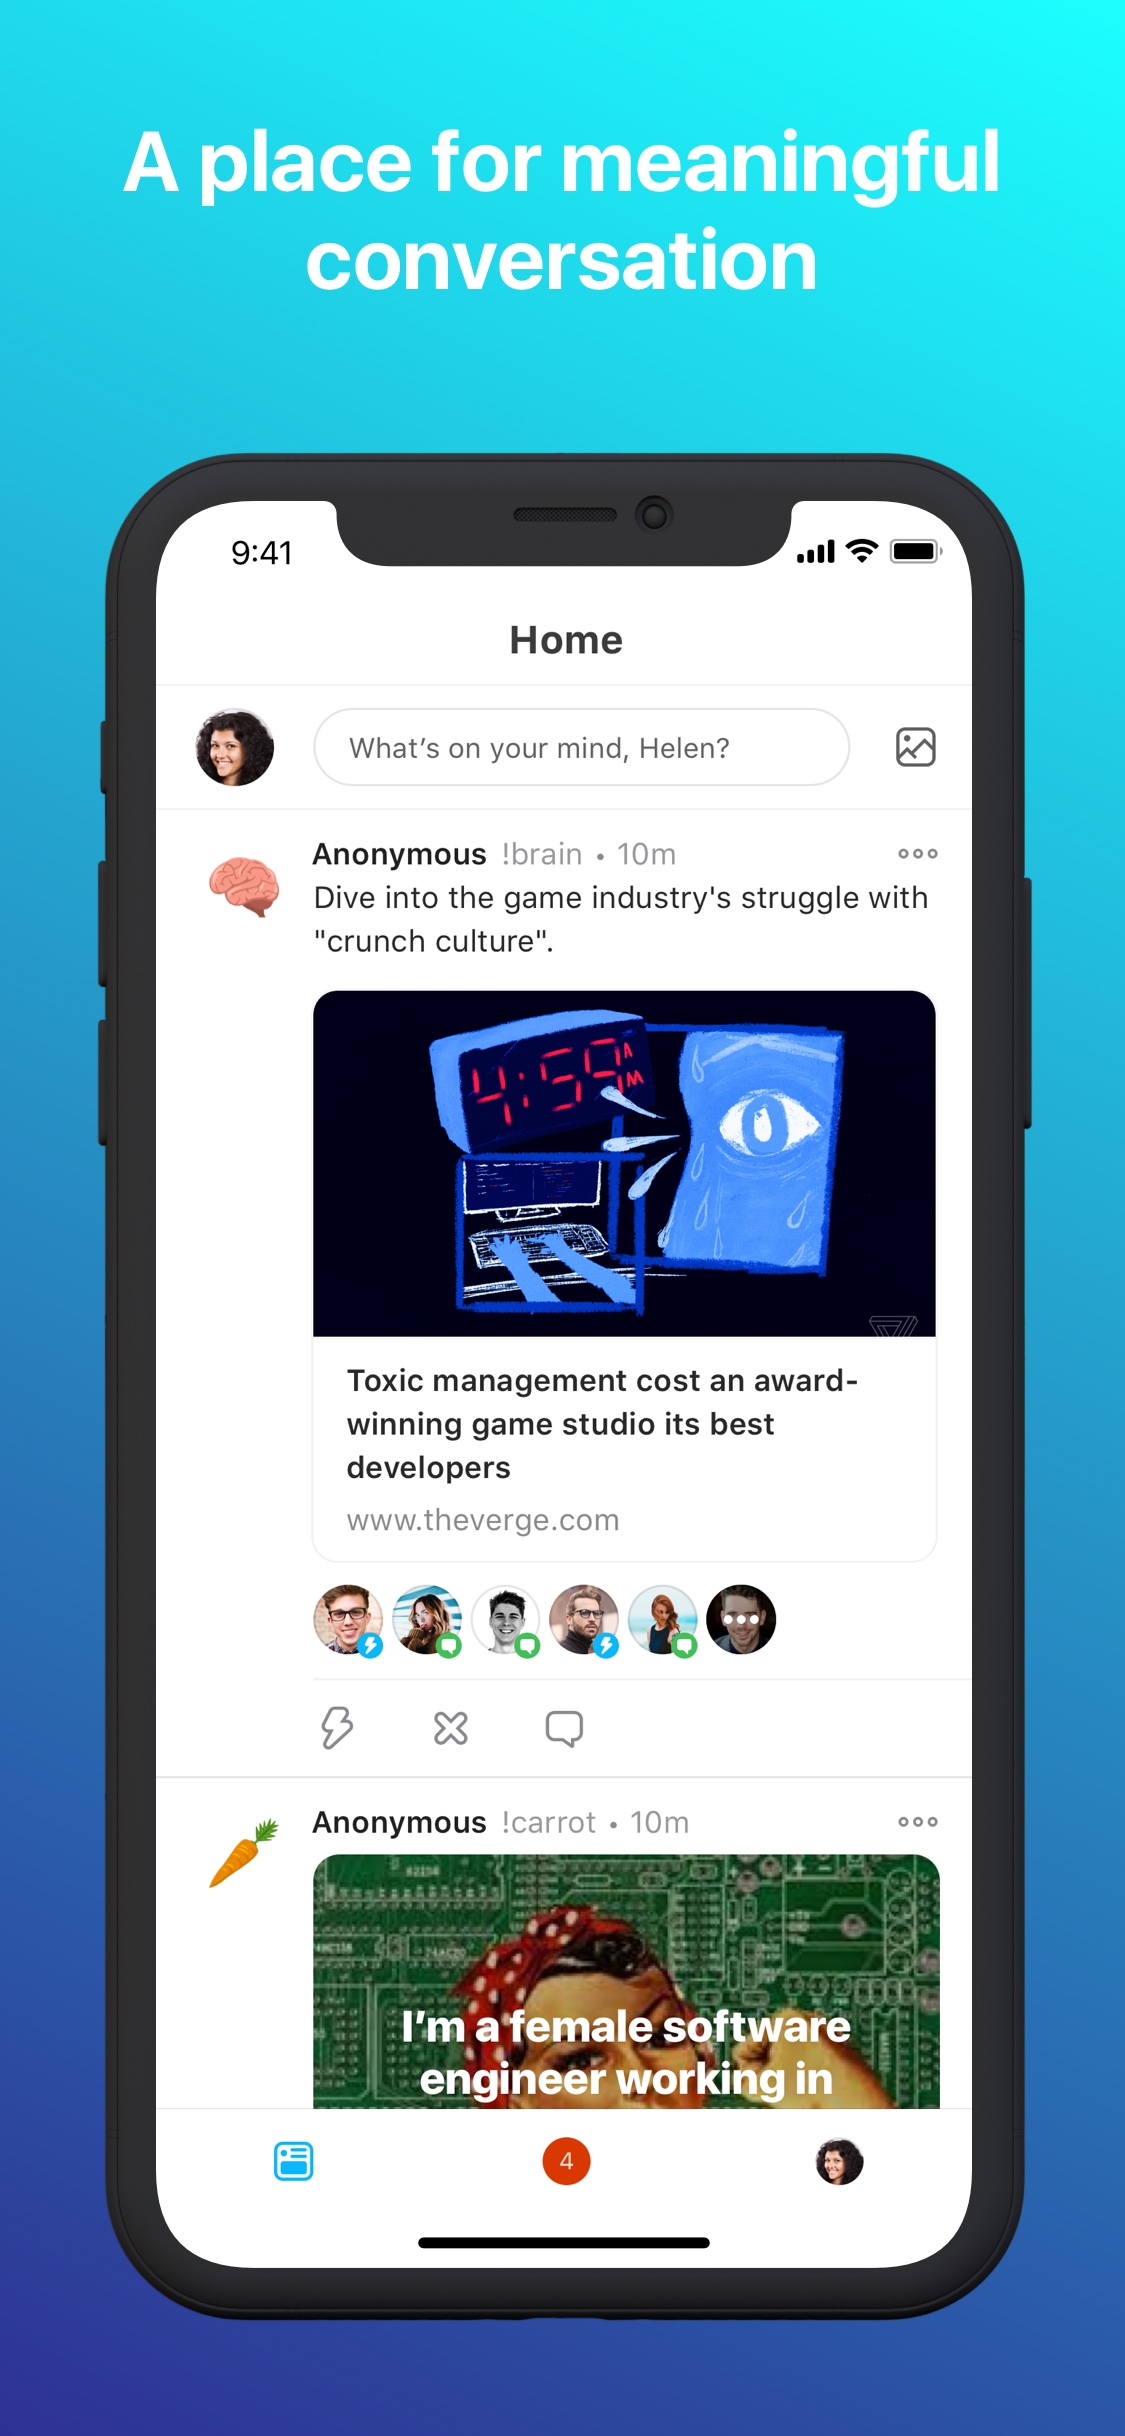 A place for meaningful
conversation
9:41
Home
What’s on your mind, Helen?
Anonymous !brain • 10m
Dive into the game industry's struggle with
"crunch culture".
4:59 AM
Toxic management cost an award-
winning game studio its best
developers
www.theverge.com
Anonymous !carrot • 10m
I’m a female software
engineer working in
4